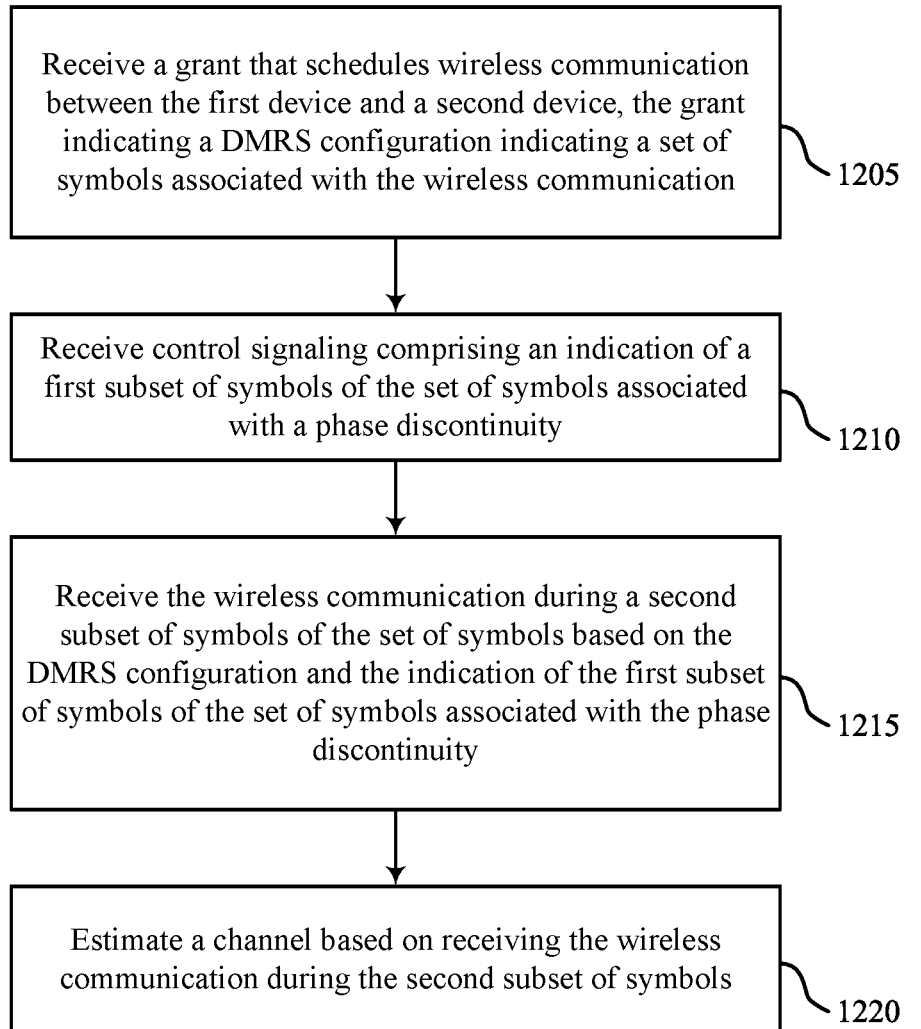 Receive a grant that schedules wireless communication
between the first device and a second device, the grant
indicating a DMRS configuration indicating a set of
symbols associated with the wireless communication
1205
Receive control signaling comprising an indication of a
first subset of symbols of the set of symbols associated
with a phase discontinuity
1210
Receive the wireless communication during a second
subset of symbols of the set of symbols based on the
DMRS configuration and the indication of the first subset
of symbols of the set of symbols associated with the phase
discontinuity
1215
Estimate a channel based on receiving the wireless
communication during the second subset of symbols
1220